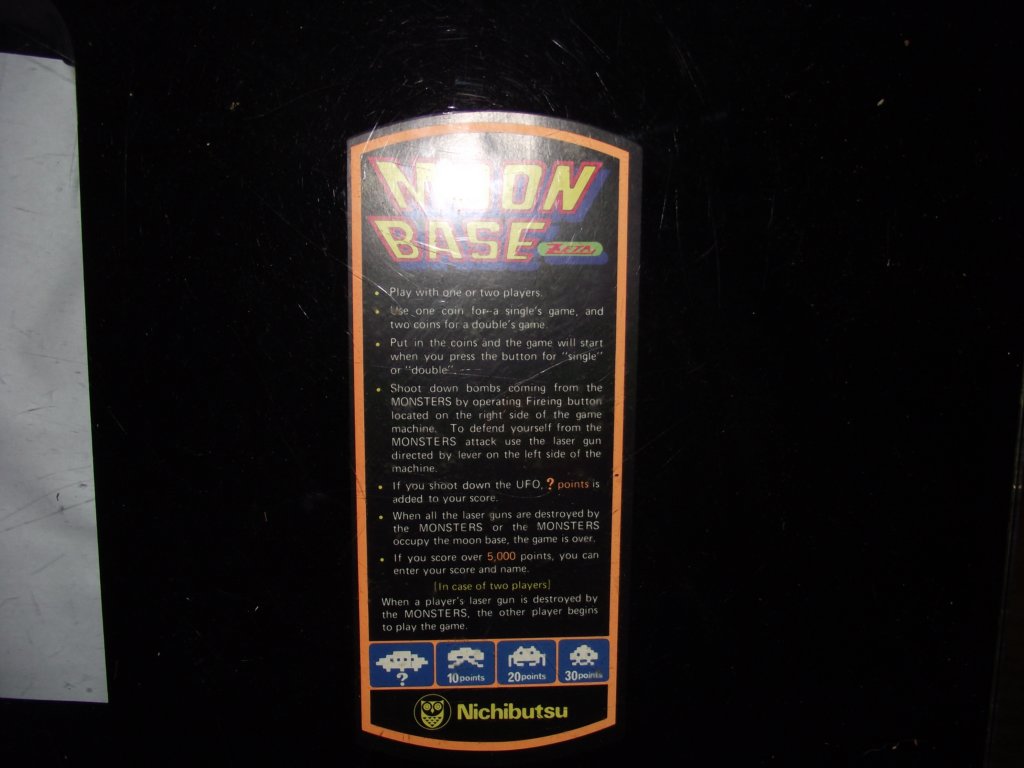 MOON
BASE ZETA
• Play with one or two players.
• Use one coin for a single's game, and
two coins for a double's game.
• Put in the coins and the game will start
when you press the button for "single"
or "double".
• Shoot down bombs coming from the
MONSTERS by operating Fireing button
located on the right side of the game
machine. To defend yourself from the
MONSTERS attack use the laser gun
directed by lever on the left side of the
machine.
• If you shoot down the UFO, ? points is
added to your score.
• When all the laser guns are destroyed by
the MONSTERS or the MONSTERS
occupy the moon base, the game is over.
• If you score over 5,000 points, you can
enter your score and name.
[In case of two players]
When a player's laser gun is destroyed by
the MONSTERS, the other player begins
to play the game.
? 10points 20points 30points
Nichibutsu